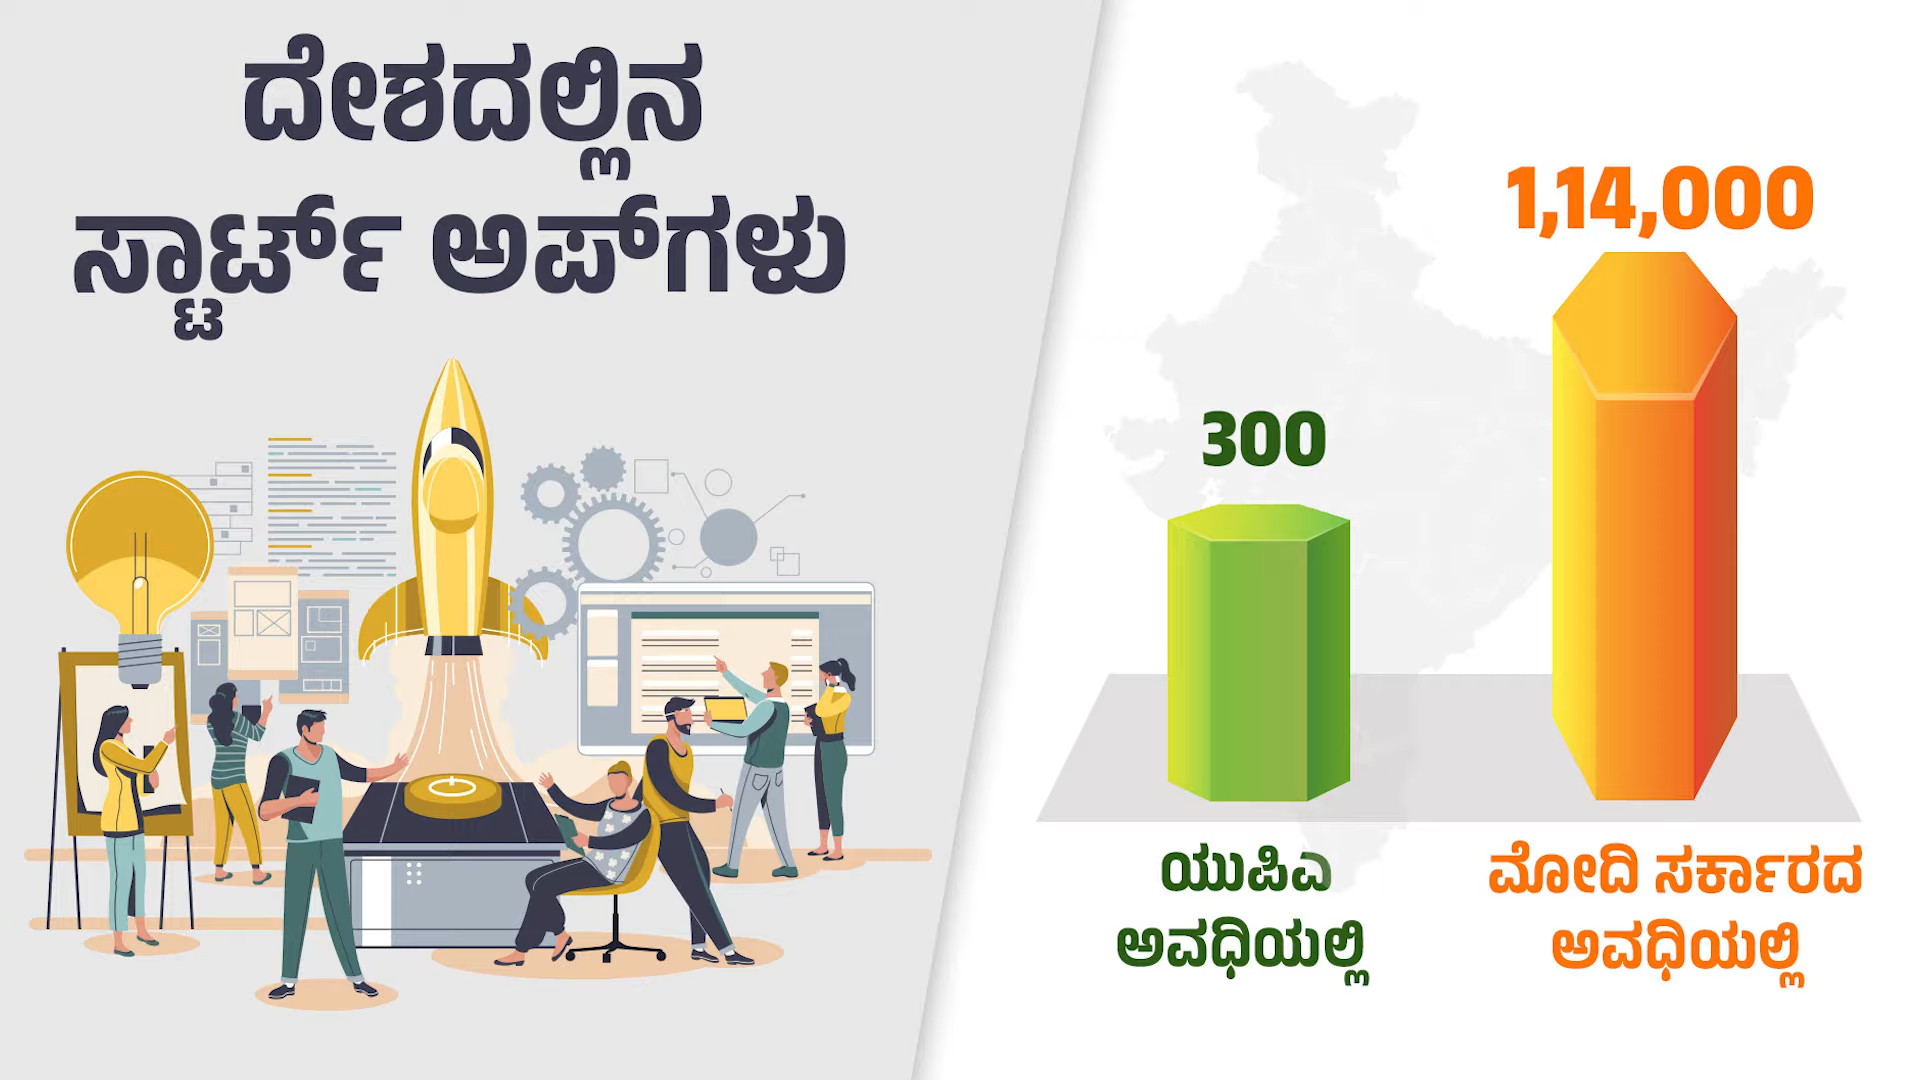 ದೇಶದಲ್ಲಿನ
ಸ್ಟಾರ್ಟ್ ಅಪ್‌ಗಳು
1,14,000
300
ಯುಪಿಎ
ಅವಧಿಯಲ್ಲಿ
ಮೋದಿ ಸರ್ಕಾರದ
ಅವಧಿಯಲ್ಲಿ